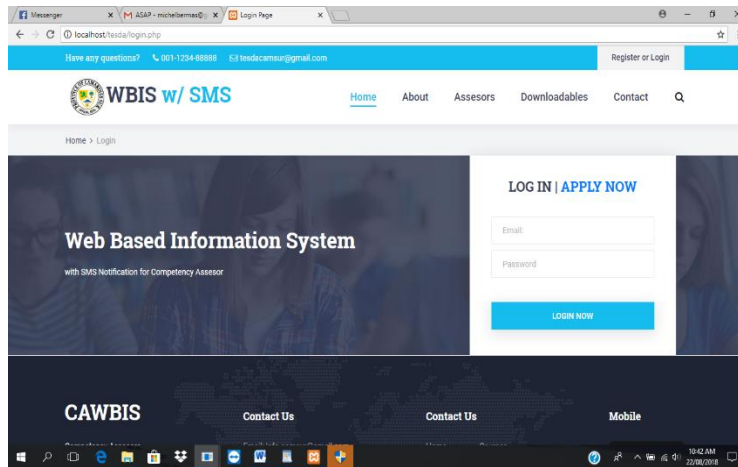 Messenger
ASAP - michelbermas@g
Login Page
localhost/tesda/login.php
Have any questions? 001-1234-88888 tesdacamsur@gmail.com Register or Login
WBIS w/ SMS
Home About Assesors Downloadables Contact
Home > Login
LOG IN | APPLY NOW
Email:
Password
LOGIN NOW
Web Based Information System
with SMS Notification for Competency Assesor
CAWBIS Contact Us Contact Us Mobile
10:42 AM
22/08/2018